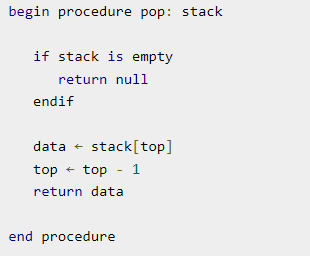 begin procedure pop: stack
if stack is empty
return null
endif
data ← stack[top]
top ← top - 1
return data
end procedure